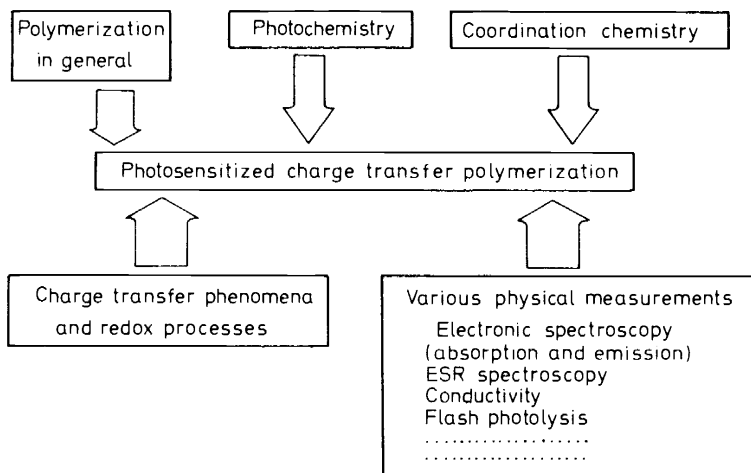 Polymerization
in general
Photochemistry
Coordination chemistry
Photosensitized charge transfer polymerization
Charge transfer phenomena
and redox processes
Various physical measurements
Electronic spectroscopy
(absorption and emission)
ESR spectroscopy
Conductivity
Flash photolysis
......................
......................